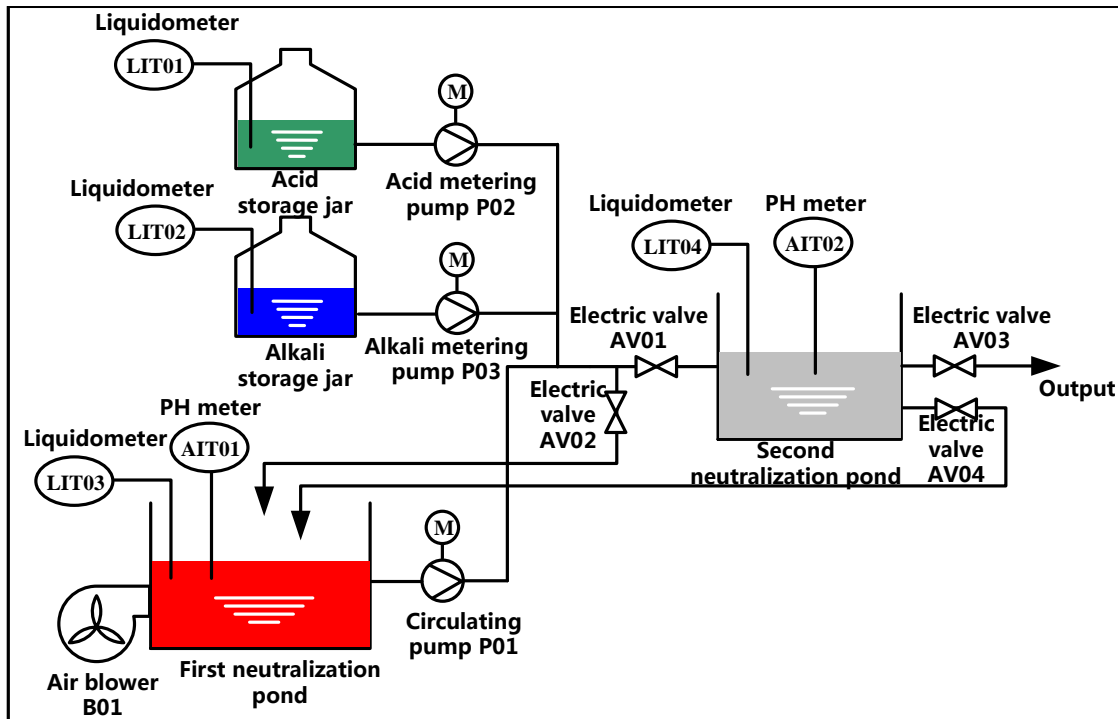 Liquidometer
LIT01
M
Acid
storage jar
Acid metering
pump P02
Liquidometer
LIT02
M
Alkali
storage jar
Alkali metering
pump P03
Liquidometer
LIT04
PH meter
AIT02
Electric valve
AV01
Electric valve
AV03
Output
Electric
valve
AV02
Second
neutralization pond
Electric
valve
AV04
PH meter
AIT01
Liquidometer
LIT03
M
Circulating
pump P01
First neutralization
pond
Air blower
B01